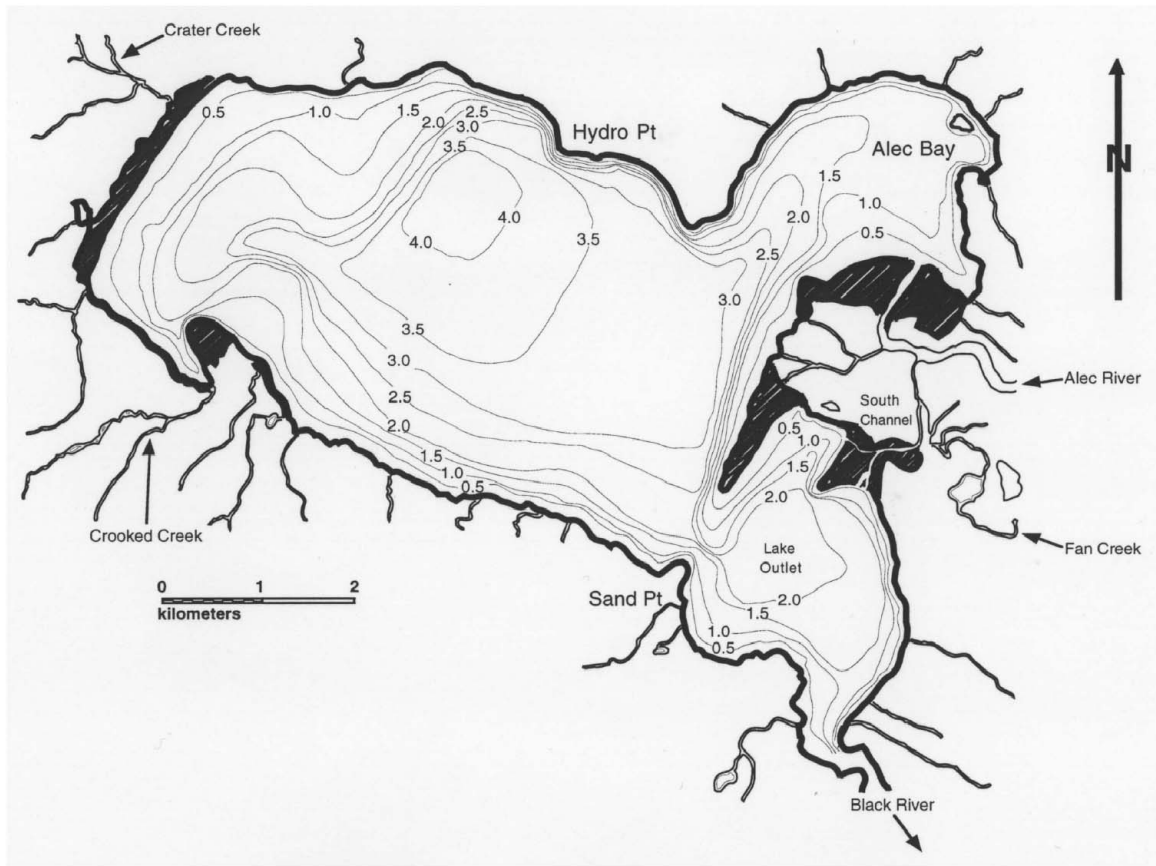 Crater Creek
0.5
1.0
1.5
2.0
2.5
3.0
3.5
Hydro Pt
Alec Bay
N
1.5
1.0
0.5
2.0
2.5
3.0
4.0
4.0
3.5
3.5
3.0
2.5
2.0
1.5
1.0
0.5
Alec River
South
Channel
0.5
1.0
1.5
2.0
Crooked Creek
Fan Creek
Lake
Outlet
0 1 2
kilometers
Sand Pt
2.0
1.5
1.0
0.5
Black River